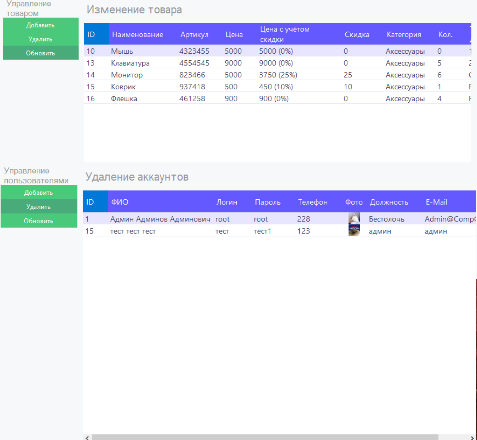 Управление
товаром
Добавить
Удалить
Обновить
Изменение товара
ID Наименование Артикул Цена Цена с учетом скидки Скидка Категория Кол.
10 Мышь 4323455 5000 5000 (0%) 0 Аксессуары 0
13 Клавиатура 4554545 9000 9000 (0%) 0 Аксессуары 5
14 Монитор 823466 5000 3750 (25%) 25 Аксессуары 6
15 Коврик 937418 500 450 (10%) 10 Аксессуары 1
16 Флешка 461258 900 900 (0%) 0 Аксессуары 4
Управление
пользователями
Добавить
Удалить
Обновить
Удаление аккаунтов
ID ФИО Логин Пароль Телефон Фото Должность E-Mail
1 Админ Админов Админович root root 228 Бестолочь Admin@Comp
15 тест тест тест тест тест1 123 админ админ